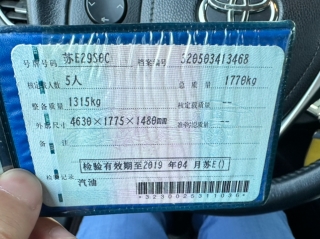 号牌号码 苏E29S0C 档案编号 320503413468
核定载人数 5人 总质量 1770kg
整备质量 1315kg 核定载质量 --
外廓尺寸 4630×1775×1480mm 准牵引总质量 --
备注
检验有效期至2019 年04 月苏E()
检验记录
汽油